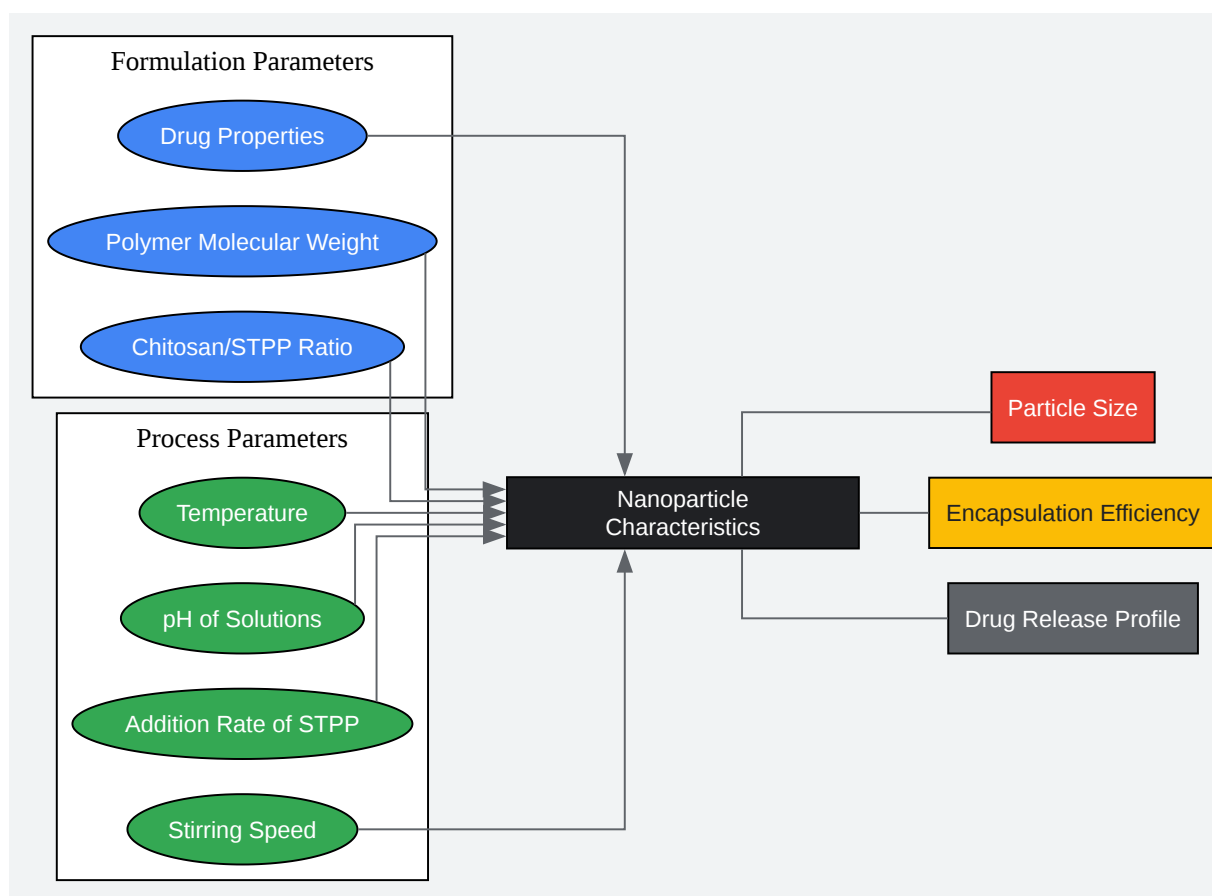 Formulation Parameters
Drug Properties
Polymer Molecular Weight
Chitosan/STPP Ratio
Process Parameters
Temperature
pH of Solutions
Addition Rate of STPP
Stirring Speed
Nanoparticle
Characteristics
Particle Size
Encapsulation Efficiency
Drug Release Profile